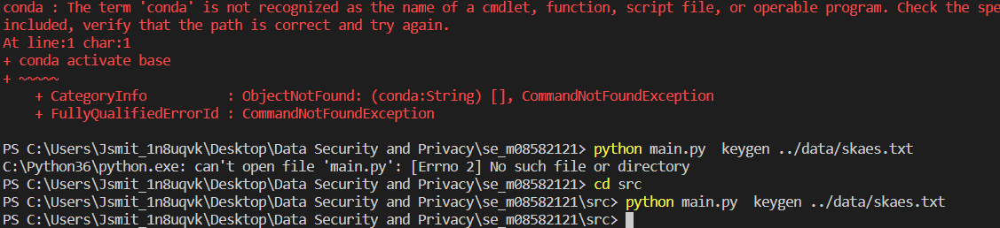 conda : The term 'conda' is not recognized as the name of a cmdlet, function, script file, or operable program. Check the spe
included, verify that the path is correct and try again.
At line:1 char:1
+ conda activate base
+ ~~~~~
    + CategoryInfo          : ObjectNotFound: (conda:String) [], CommandNotFoundException
    + FullyQualifiedErrorId : CommandNotFoundException

PS C:\Users\Jsmit_1n8uqvk\Desktop\Data Security and Privacy\se_m08582121> python main.py  keygen ../data/skaes.txt
C:\Python36\python.exe: can't open file 'main.py': [Errno 2] No such file or directory
PS C:\Users\Jsmit_1n8uqvk\Desktop\Data Security and Privacy\se_m08582121> cd src
PS C:\Users\Jsmit_1n8uqvk\Desktop\Data Security and Privacy\se_m08582121\src> python main.py  keygen ../data/skaes.txt
PS C:\Users\Jsmit_1n8uqvk\Desktop\Data Security and Privacy\se_m08582121\src>